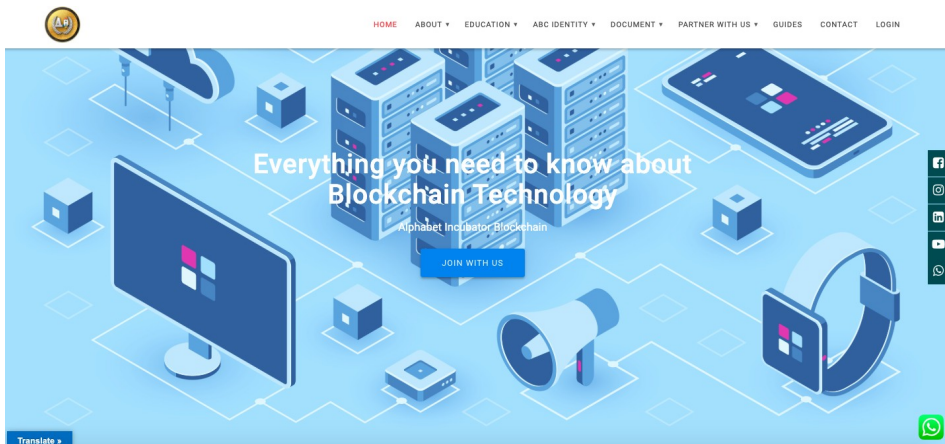 HOME ABOUT ▾ EDUCATION ▾ ABC IDENTITY ▾ DOCUMENT ▾ PARTNER WITH US ▾ GUIDES CONTACT LOGIN
Everything you need to know about
Blockchain Technology
Alphabet Incubator Blockchain
JOIN WITH US
Translate »